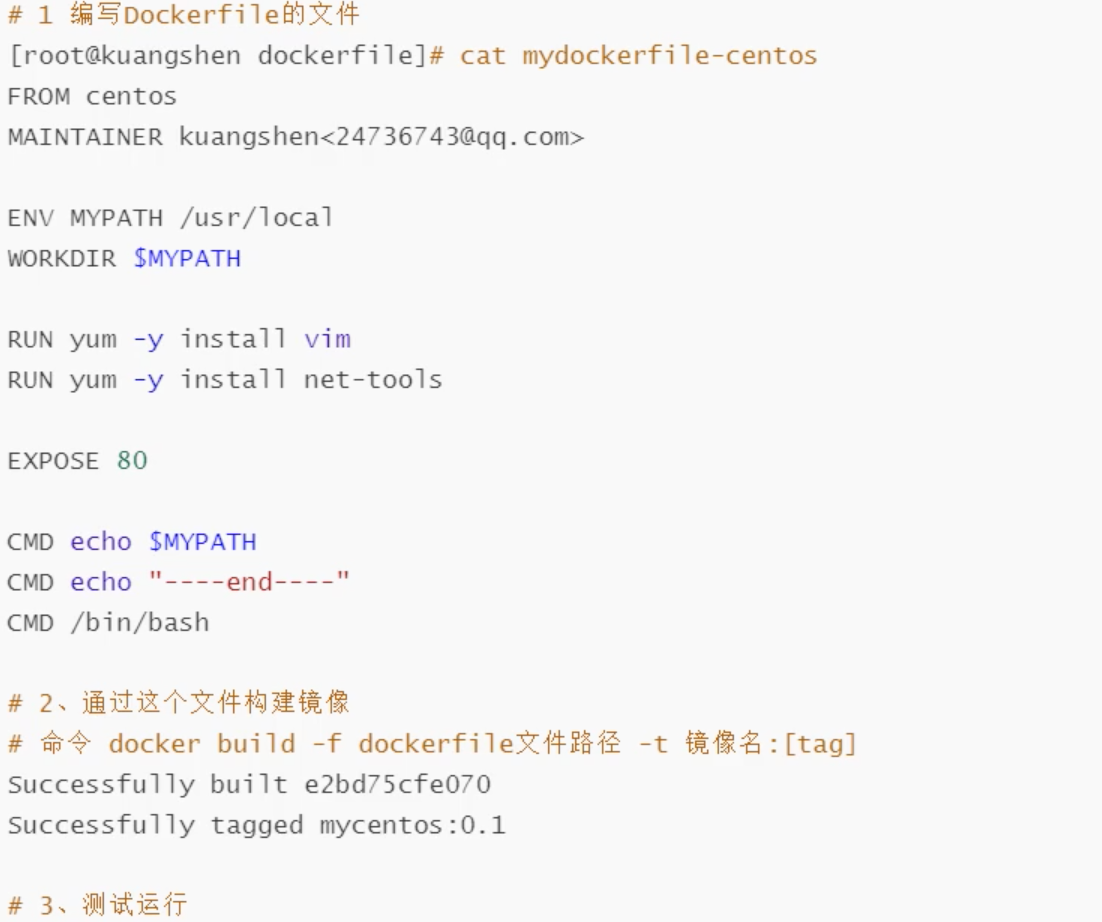 # 1 编写Dockerfile的文件
[root@kuangshen dockerfile]# cat mydockerfile-centos
FROM centos
MAINTAINER kuangshen<24736743@qq.com>
ENV MYPATH /usr/local
WORKDIR $MYPATH
RUN yum -y install vim
RUN yum -y install net-tools
EXPOSE 80
CMD echo $MYPATH
CMD echo "----end----"
CMD /bin/bash
# 2、通过这个文件构建镜像
# 命令 docker build -f dockerfile文件路径 -t 镜像名:[tag]
Successfully built e2bd75cfe070
Successfully tagged mycentos:0.1
# 3、测试运行